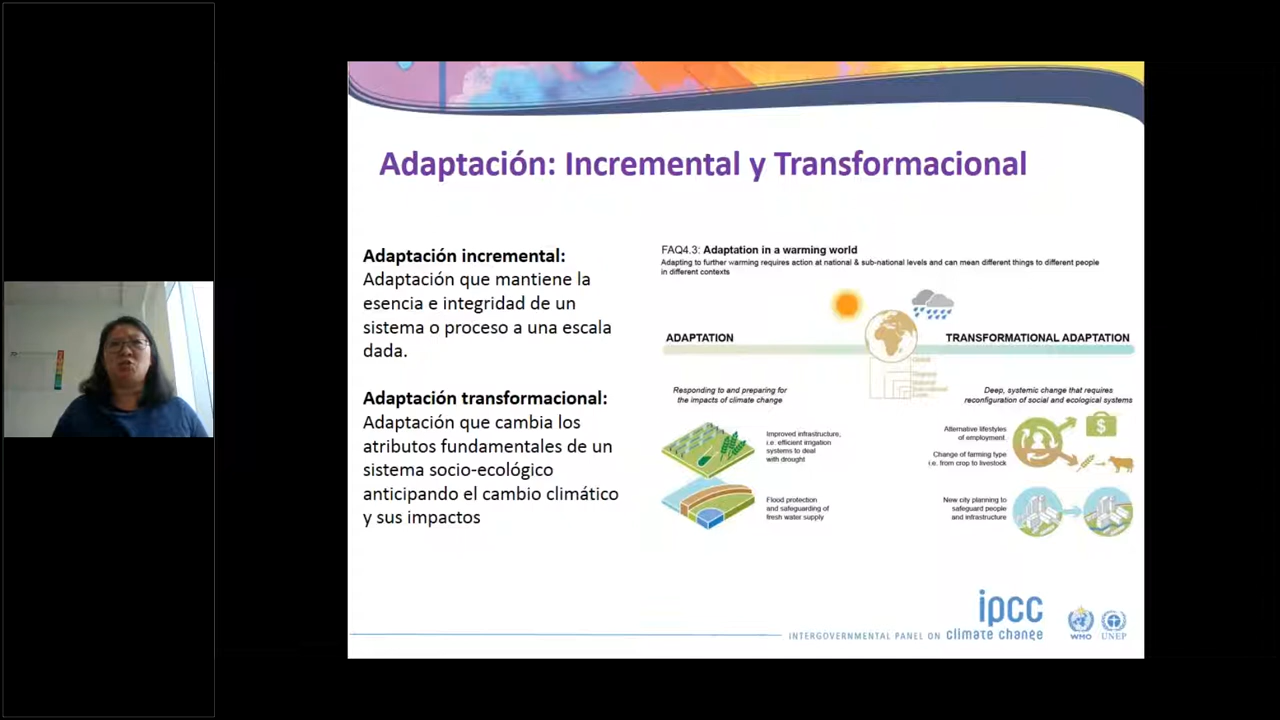 Adaptación: Incremental y Transformacional
Adaptación incremental:
Adaptación que mantiene la
esencia e integridad de un
sistema o proceso a una escala
dada.
Adaptación transformacional:
Adaptación que cambia los
atributos fundamentales de un
sistema socio-ecológico
anticipando el cambio climático
y sus impactos
FAQ4.3: Adaptation in a warming world
Adapting to further warming requires action at national & sub-national levels and can mean different things to different people
in different contexts
ADAPTATION
TRANSFORMATIONAL ADAPTATION
Responding to and preparing for
the impacts of climate change
Deep, systemic change that requires
reconfiguration of social and ecological systems
Improved infrastructure,
i.e. efficient irrigation
systems to deal
with drought
Flood protection
and safeguarding of
fresh water supply
Alternative lifestyles
of employment
$
Change of farming type
i.e. from crop to livestock
New city planning to
safeguard people
and infrastructure
ipcc
INTERGOVERNMENTAL PANEL ON climate change
WMO
UNEP